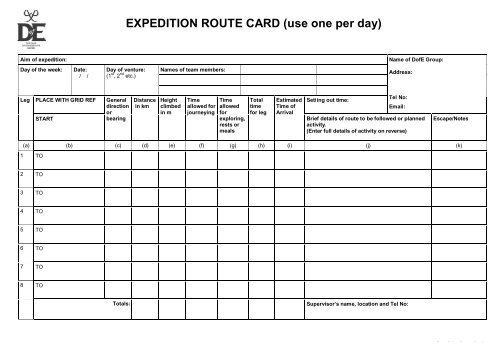 DofE
EXPEDITION ROUTE CARD (use one per day)
Aim of expedition:
Name of DofE Group:
Day of the week:
Date:
/ /
Day of venture:
(1st, 2nd etc.)
Names of team members:
Address:
Tel No:
Email:
Leg
PLACE WITH GRID REF
START
General
direction
or
bearing
Distance
in km
Height
climbed
in m
Time
allowed for
journeying
Time
allowed
for
exploring,
rests or
meals
Total
time
for leg
Estimated
Time of
Arrival
Setting out time:
Brief details of route to be followed or planned
activity.
(Enter full details of activity on reverse)
Escape/Notes
(a) (b) (c) (d) (e) (f) (g) (h) (i) (j) (k)
1 TO
2 TO
3 TO
4 TO
5 TO
6 TO
7 TO
8 TO
Totals:
Supervisor's name, location and Tel No: